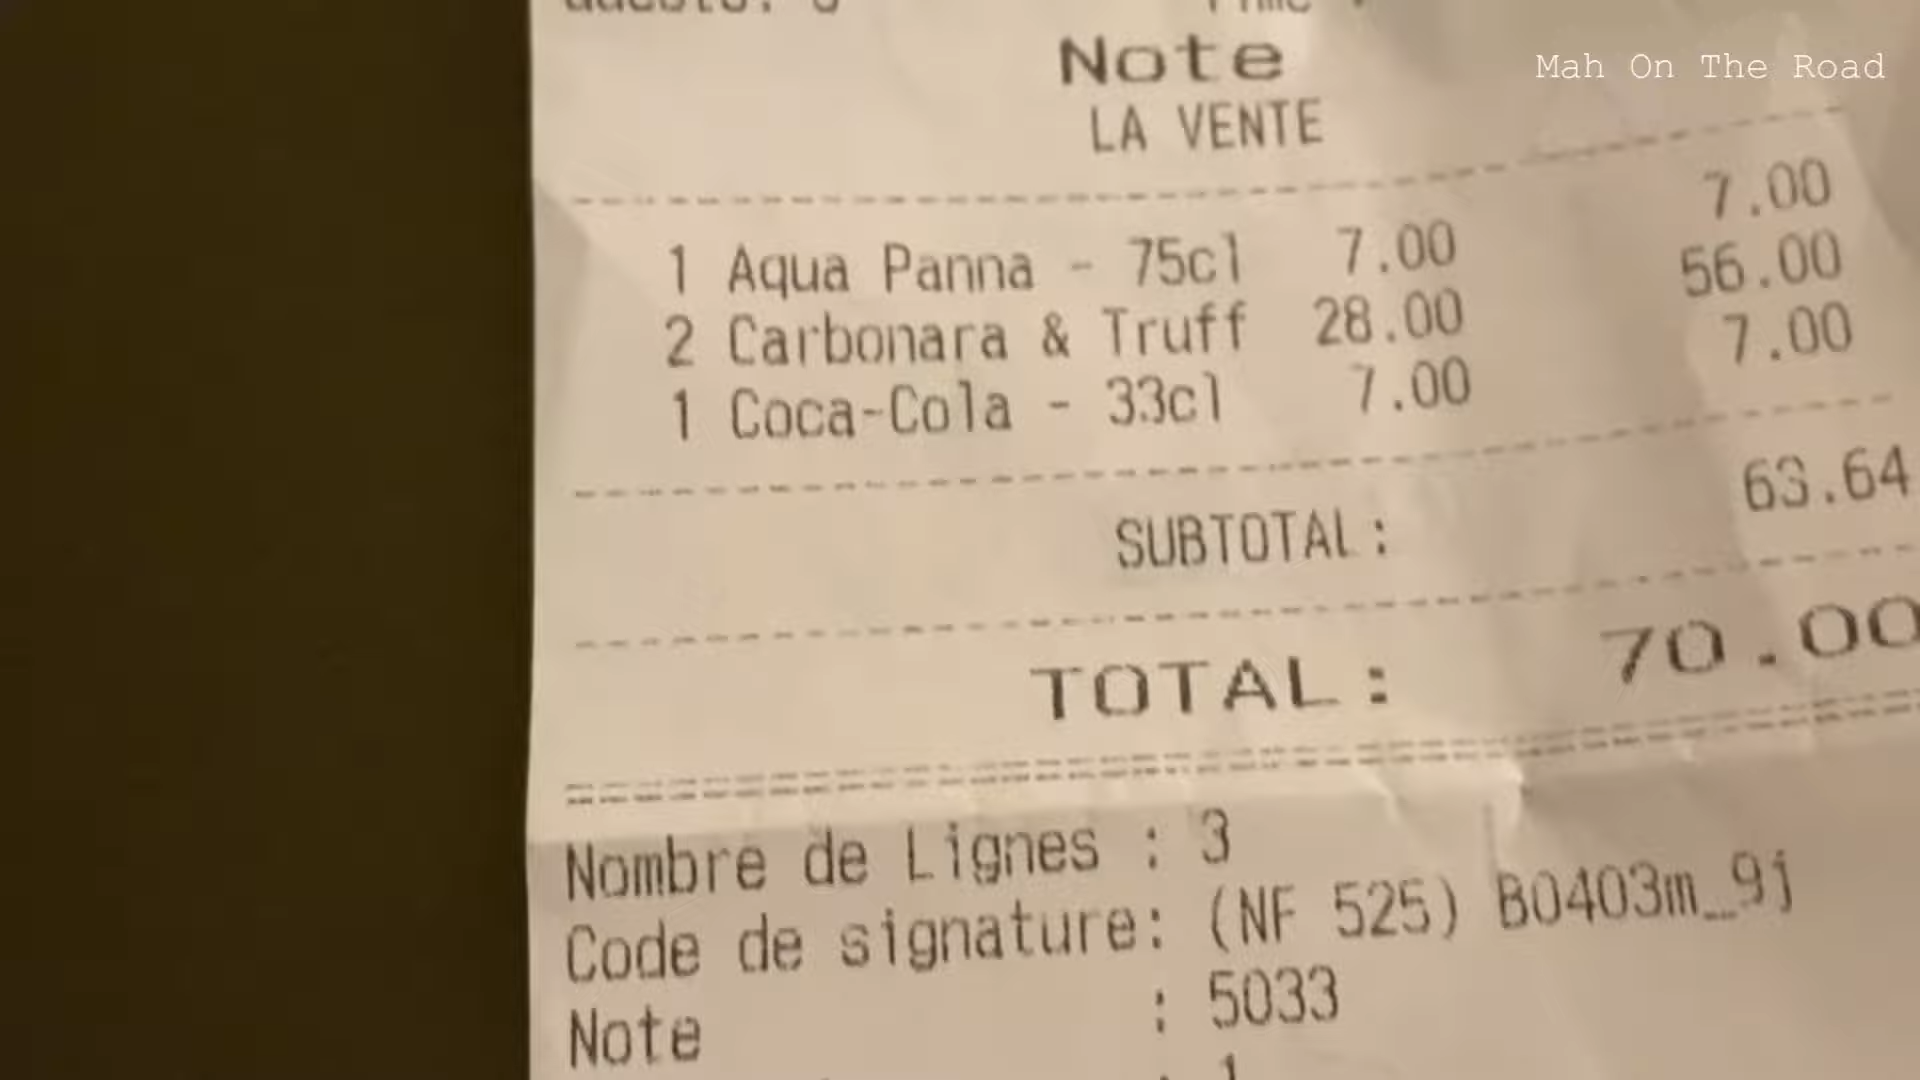 Note
Mah On The Road
LA VENTE
1 Aqua Panna - 75cl 7.00 7.00
2 Carbonara & Truff 28.00 56.00
1 Coca-Cola - 33cl 7.00 7.00
SUBTOTAL: 63.64
TOTAL: 70.00
Nombre de Lignes : 3
Code de signature: (NF 525) B0403m_9j
Note : 5033